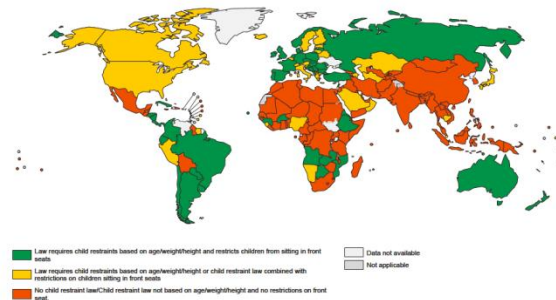 Law requires child restraints based on age/weight/height and restricts children from sitting in front
seats
Law requires child restraints based on age/weight/height or child restraint law combined with
restrictions on children sitting in front seats
No child restraint law/Child restraint law not based on age/weight/height and no restrictions on front
seat.
Data not available
Not applicable